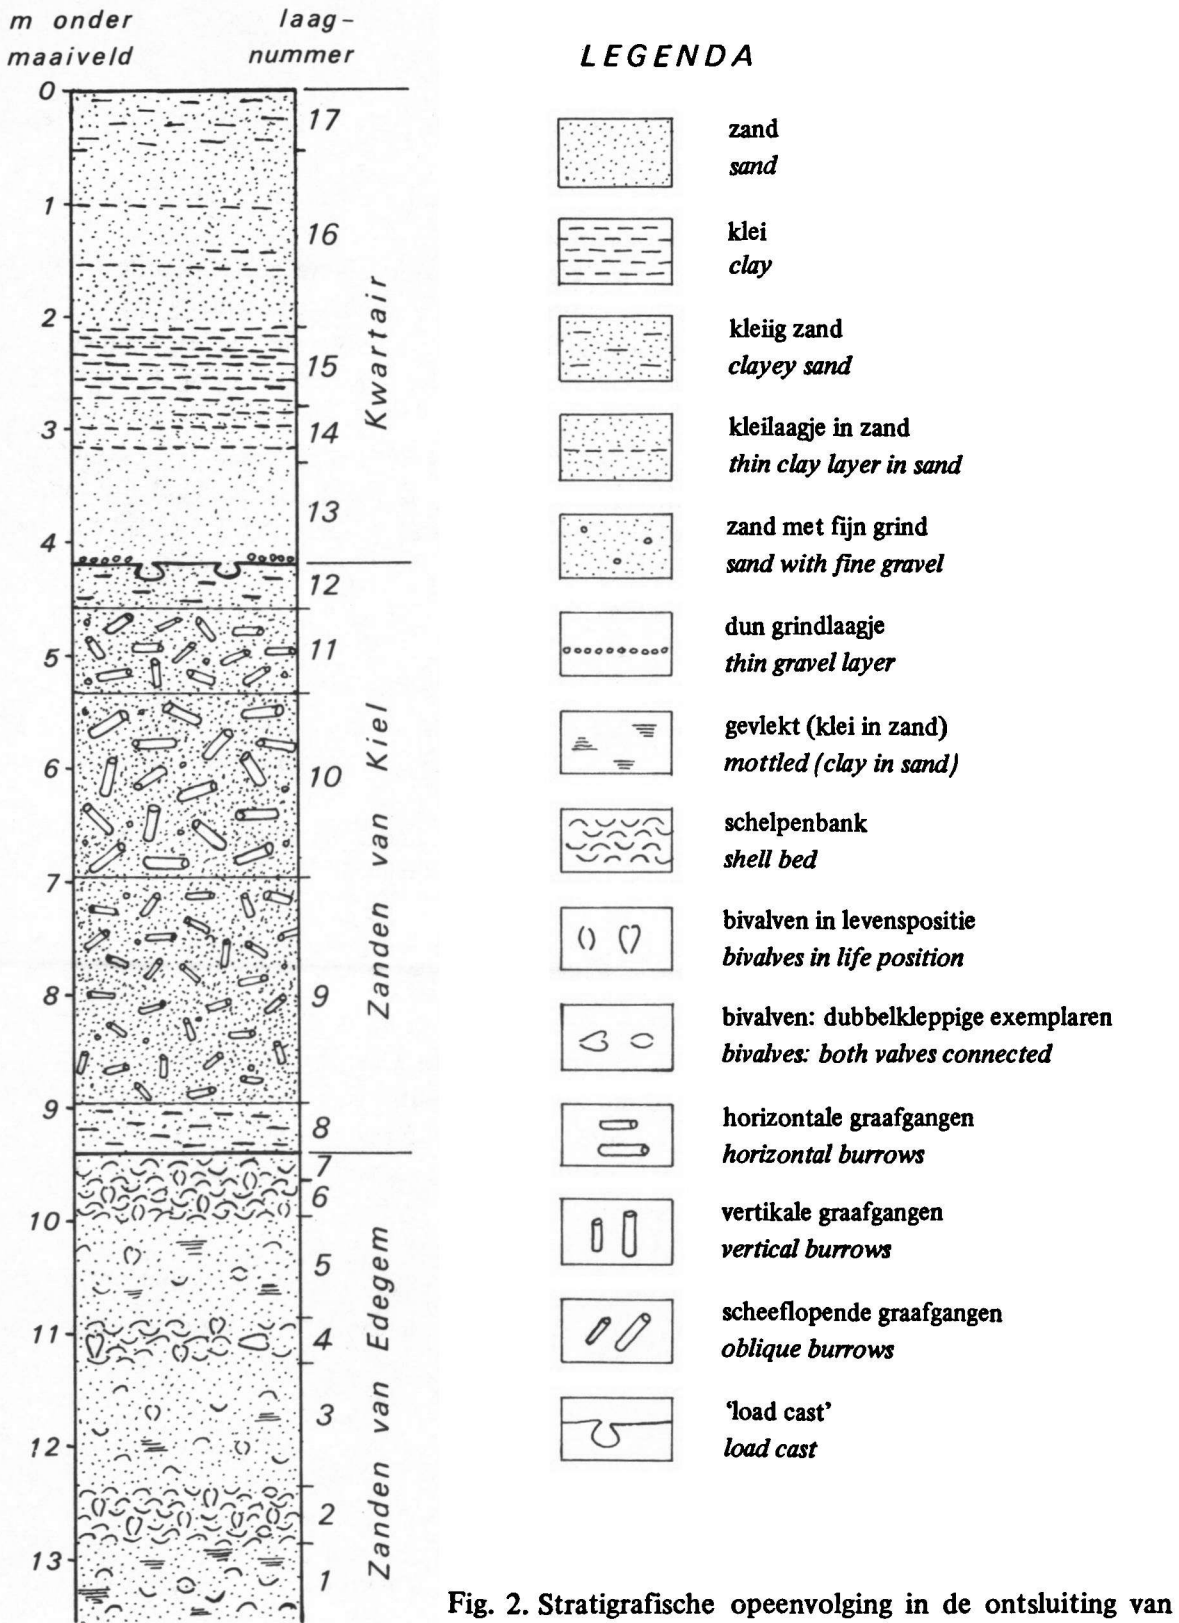 m onder
maaiveld
laag-
nummer
0
1
2
3
4
5
6
7
8
9
10
11
12
13
17
16
15
14
13
12
11
10
9
8
7
6
5
4
3
2
1
Kwartair
Zanden van Kiel
Zanden van Edegem
LEGENDA
zand
sand
klei
clay
kleiig zand
clayey sand
kleilaagje in zand
thin clay layer in sand
zand met fijn grind
sand with fine gravel
dun grindlaagje
thin gravel layer
gevlekt (klei in zand)
mottled (clay in sand)
schelpenbank
shell bed
bivalven in levenspositie
bivalves in life position
bivalven: dubbelkleppige exemplaren
bivalves: both valves connected
horizontale graafgangen
horizontal burrows
vertikale graafgangen
vertical burrows
scheeflopende graafgangen
oblique burrows
'load cast'
load cast
Fig. 2. Stratigrafische opeenvolging in de ontsluiting van